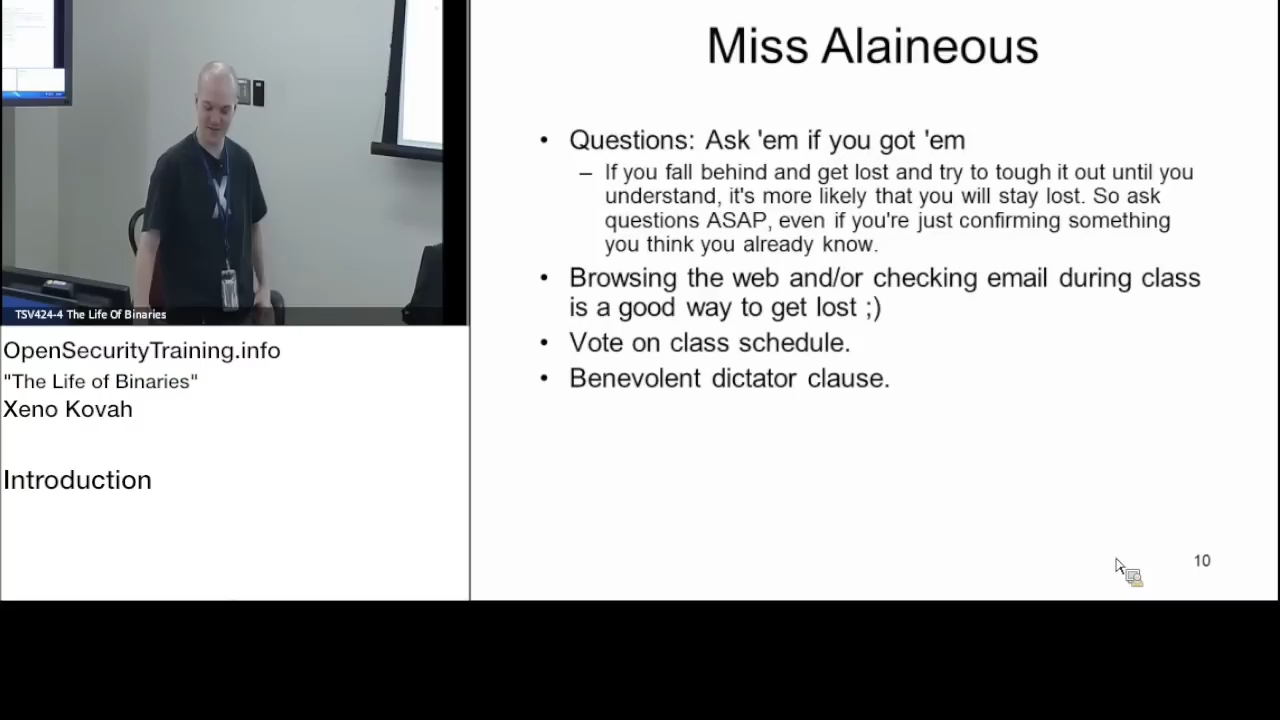 Miss Alaineous
• Questions: Ask 'em if you got 'em
– If you fall behind and get lost and try to tough it out until you
understand, it's more likely that you will stay lost. So ask
questions ASAP, even if you're just confirming something
you think you already know.
• Browsing the web and/or checking email during class
is a good way to get lost ;)
• Vote on class schedule.
• Benevolent dictator clause.
10
TSV424-4 The Life Of Binaries
OpenSecurityTraining.info
"The Life of Binaries"
Xeno Kovah
Introduction